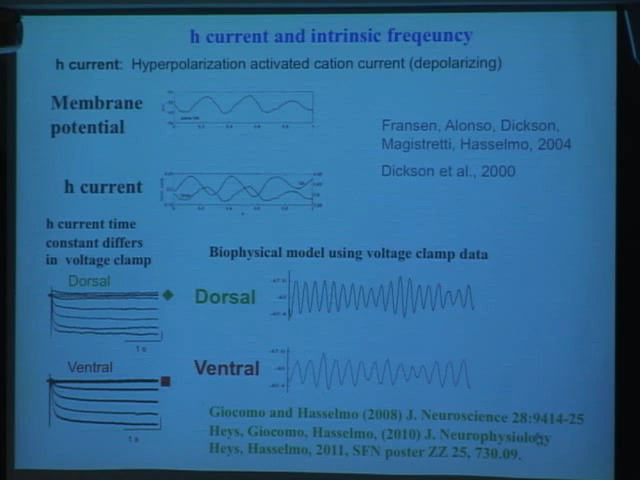 h current and intrinsic freqeuncy
h current: Hyperpolarization activated cation current (depolarizing)
Membrane
potential
Fransen, Alonso, Dickson,
Magistretti, Hasselmo, 2004
Dickson et al., 2000
h current
h current time
constant differs
in voltage clamp
Biophysical model using voltage clamp data
Dorsal
Dorsal
1 s
Ventral
Ventral
1 s
Giocomo and Hasselmo (2008) J. Neuroscience 28:9414-25
Heys, Giocomo, Hasselmo, (2010) J. Neurophysiology
Heys, Hasselmo, 2011, SFN poster ZZ 25, 730.09.